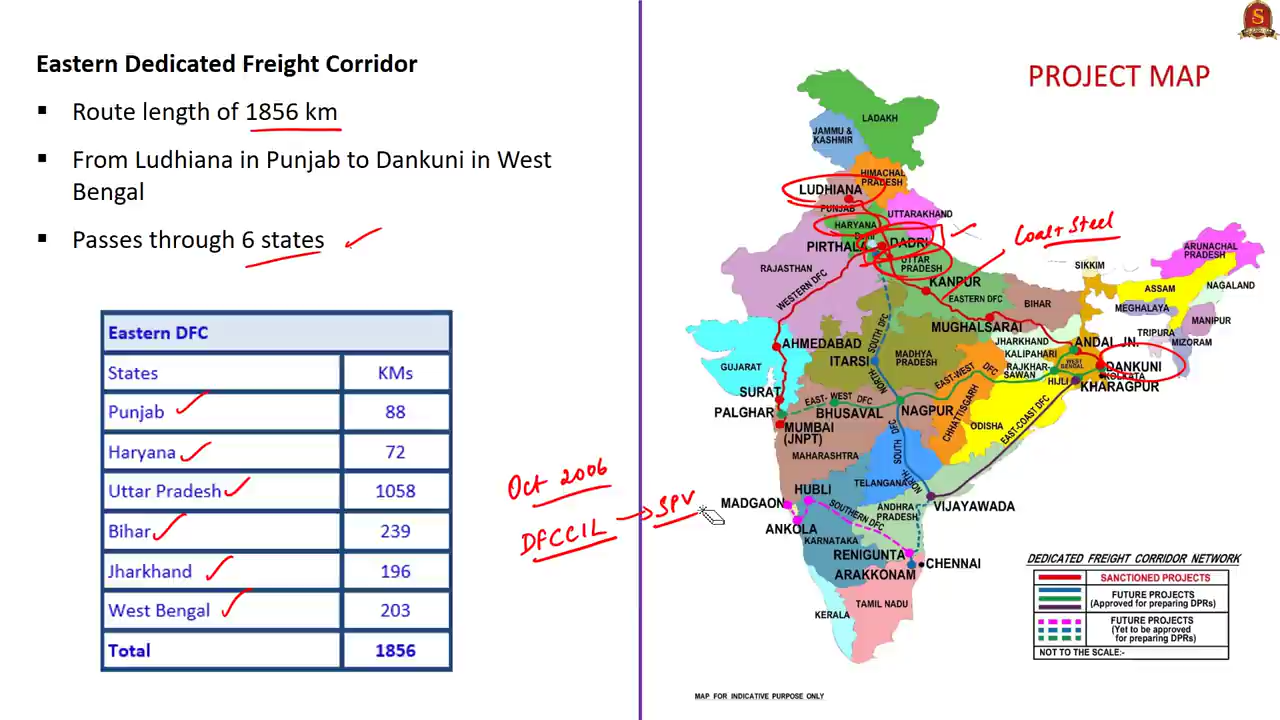 Eastern Dedicated Freight Corridor
▪ Route length of 1856 km
▪ From Ludhiana in Punjab to Dankuni in West
Bengal
▪ Passes through 6 states
Eastern DFC
States KMs
Punjab 88
Haryana 72
Uttar Pradesh 1058
Bihar 239
Jharkhand 196
West Bengal 203
Total 1856
Oct 2006
DFCCIL → SPV
PROJECT MAP
LADAKH
JAMMU &
KASHMIR
HIMACHAL
PRADESH
LUDHIANA
PUNJAB
UTTARAKHAND
HARYANA
Coal + Steel
PIRTHALA
DADRI
UTTAR
PRADESH
RAJASTHAN
WESTERN DFC
KANPUR
EASTERN DFC
BIHAR
SIKKIM
ARUNACHAL
PRADESH
ASSAM
NAGALAND
MEGHALAYA
MANIPUR
TRIPURA
MIZORAM
MUGHALSARAI
JHARKHAND
ANDAL JN.
AHMEDABAD
GUJARAT
ITARSI
NORTH-
SOUTH DFC
MADHYA
PRADESH
KALIPAHARI
RAJKHAR-
SAWAN
WEST
BENGAL
DANKUNI
KOLKATA
HIJLI
KHARAGPUR
SURAT
PALGHAR
EAST- WEST DFC
BHUSAVAL
NAGPUR
EAST-WEST DFC
CHHATTISGARH
ODISHA
EAST-COAST DFC
MUMBAI
(JNPT)
MAHARASHTRA
NORTH-
SOUTH DFC
TELANGANA
HUBLI
MADGAON
ANKOLA
KARNATAKA
SOUTHERN DFC
ANDHRA
PRADESH
VIJAYAWADA
RENIGUNTA
ARAKKONAM
CHENNAI
KERALA
TAMIL NADU
DEDICATED FREIGHT CORRIDOR NETWORK
SANCTIONED PROJECTS
FUTURE PROJECTS
(Approved for preparing DPRs)
FUTURE PROJECTS
(Yet to be approved
for preparing DPRs)
NOT TO THE SCALE:-
MAP FOR INDICATIVE PURPOSE ONLY